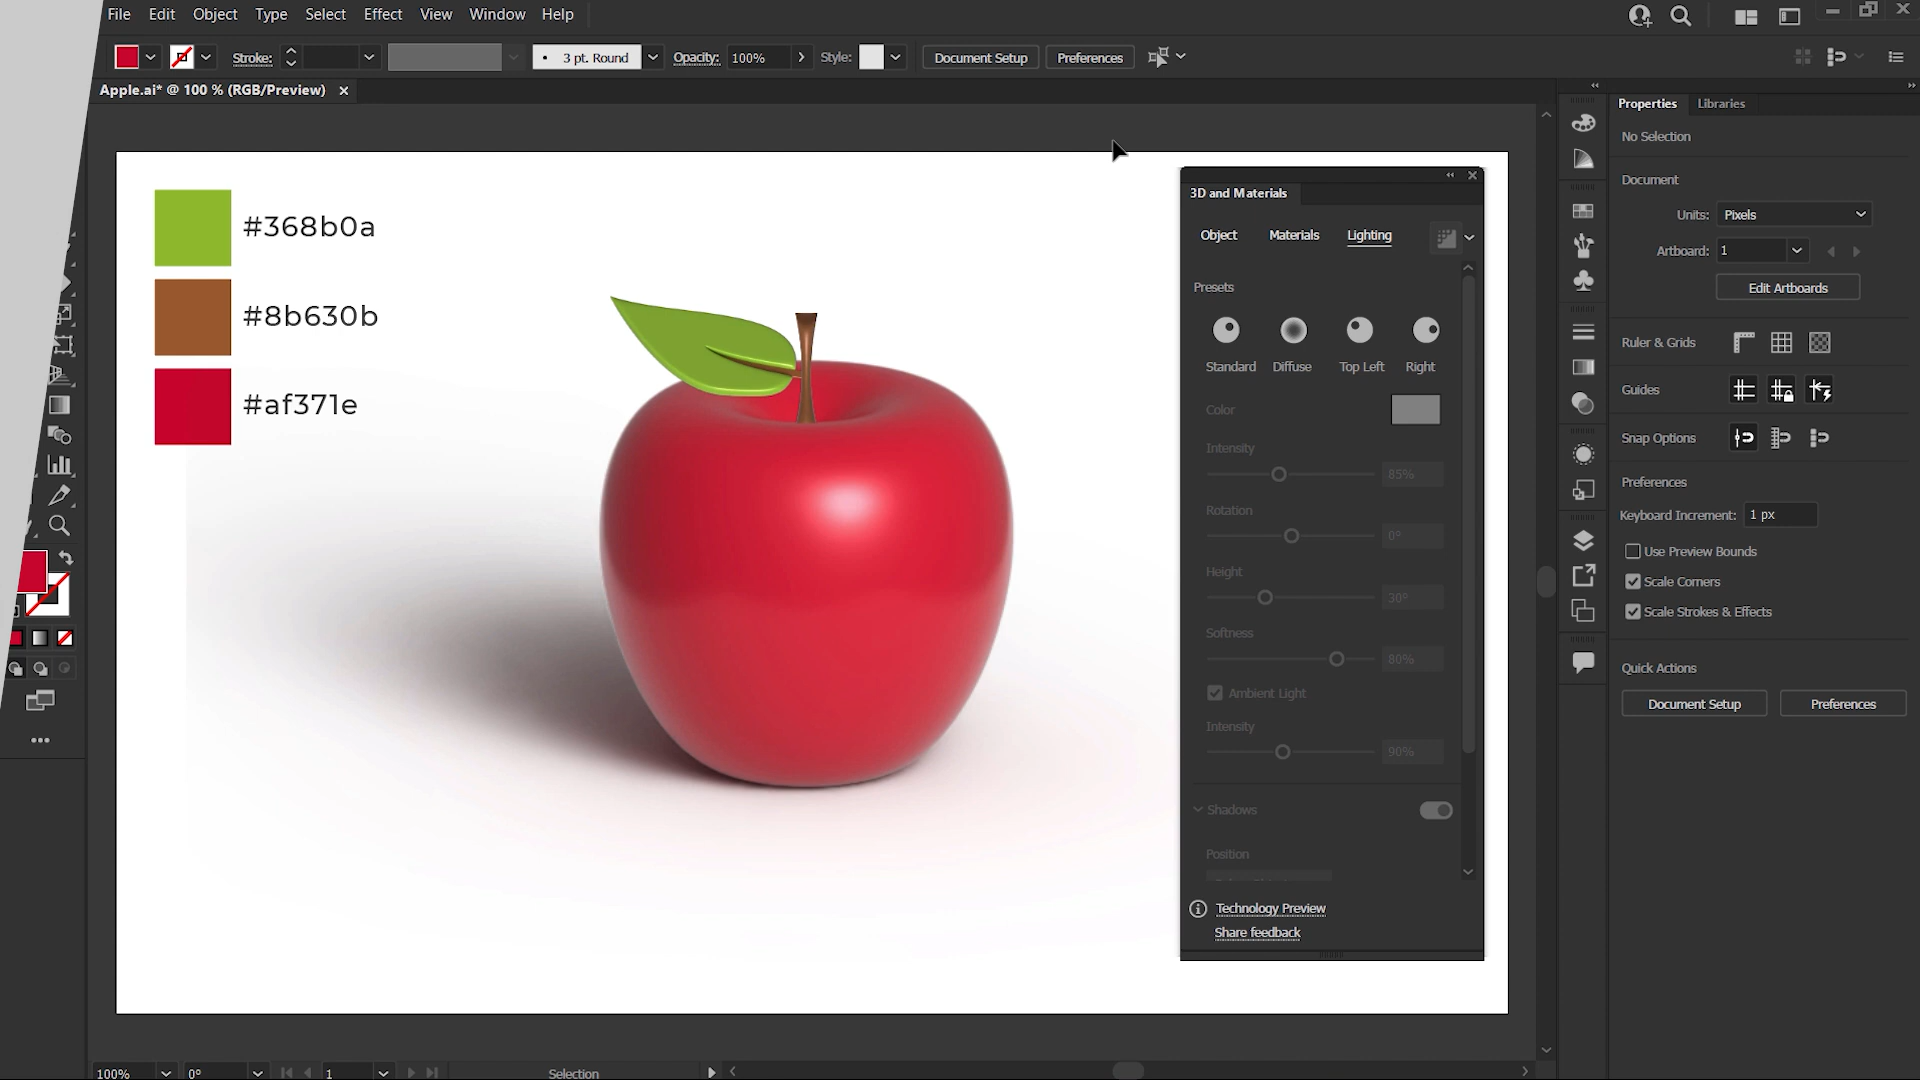 File Edit Object Type Select Effect View Window Help
Stroke: 3 pt. Round Opacity: 100% Style: Document Setup Preferences
Apple.ai* @ 100 % (RGB/Preview)
#368b0a
#8b630b
#af371e
3D and Materials
Object Materials Lighting
Presets
Standard Diffuse Top Left Right
Color
Intensity
85%
Rotation
0°
Height
30°
Softness
80%
Ambient Light
Intensity
90%
Shadows
Position
Technology Preview
Share feedback
Properties Libraries
No Selection
Document
Units: Pixels
Artboard: 1
Edit Artboards
Ruler & Grids
Guides
Snap Options
Preferences
Keyboard Increment: 1 px
Use Preview Bounds
Scale Corners
Scale Strokes & Effects
Quick Actions
Document Setup Preferences
100% 0° 1 Selection